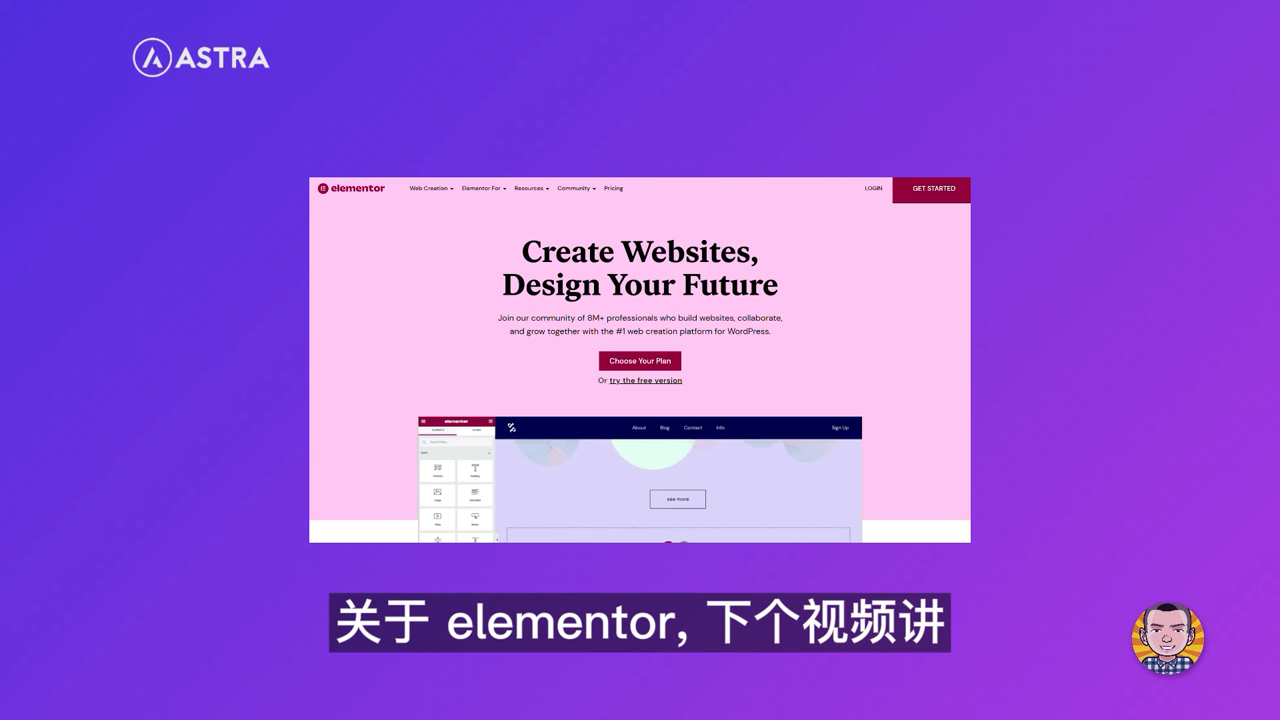 ASTRA
elementor
Web Creation Elementor For Resources Community Pricing
LOGIN
GET STARTED
Create Websites,
Design Your Future
Join our community of 8M+ professionals who build websites, collaborate,
and grow together with the #1 web creation platform for WordPress.
Choose Your Plan
Or try the free version
elementor
About Blog Contact Info
Sign Up
see more
关于 elementor, 下个视频讲